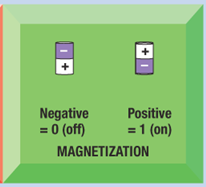 − +
+ −
Negative Positive
= 0 (off) = 1 (on)
MAGNETIZATION